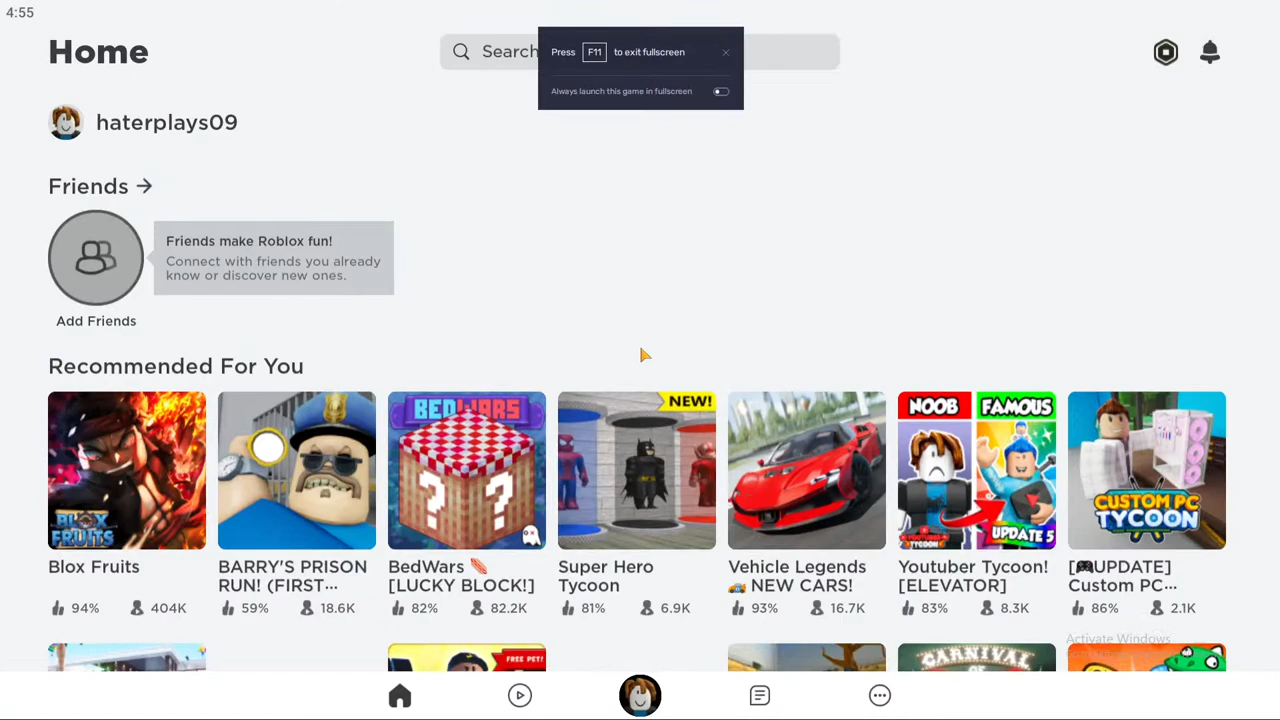 4:55
Home
Search
Press F11 to exit fullscreen
Always launch this game in fullscreen
haterplays09
Friends →
Friends make Roblox fun!
Connect with friends you already
know or discover new ones.
Add Friends
Recommended For You
BLOX
FRUITS
BEDWARS
? ?
NEW!
NOOB FAMOUS
YOUTUBER
TYCOON
UPDATE 5
CUSTOM PC
TYCOON
Blox Fruits
94% 404K
BARRY'S PRISON
RUN! (FIRST...
59% 18.6K
BedWars
[LUCKY BLOCK!]
82% 82.2K
Super Hero
Tycoon
81% 6.9K
Vehicle Legends
🚕 NEW CARS!
93% 16.7K
Youtuber Tycoon!
[ELEVATOR]
83% 8.3K
[🎮UPDATE]
Custom PC...
86% 2.1K
FREE PET!
CARNIVAL
OF
Activate Windows